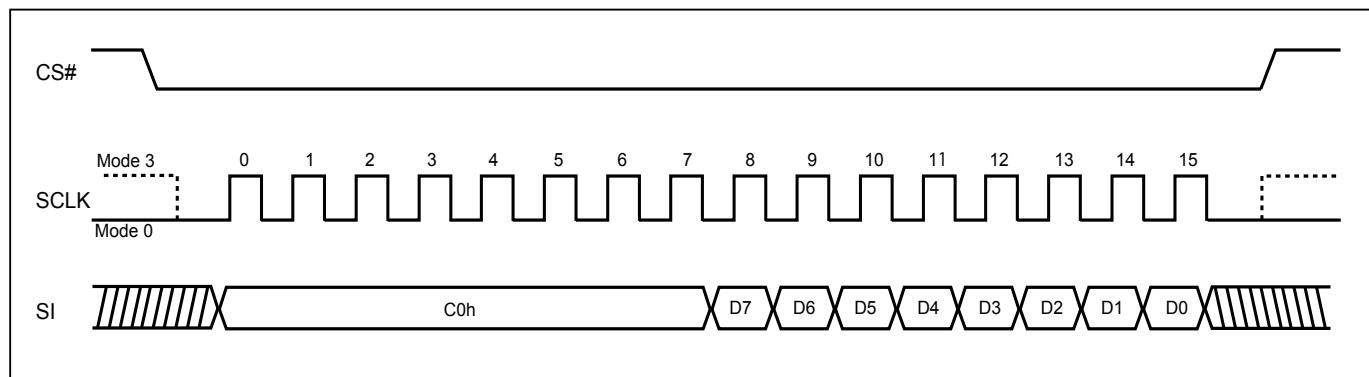 CS#
Mode 3
0 1 2 3 4 5 6 7 8 9 10 11 12 13 14 15
SCLK
Mode 0
SI
C0h D7 D6 D5 D4 D3 D2 D1 D0